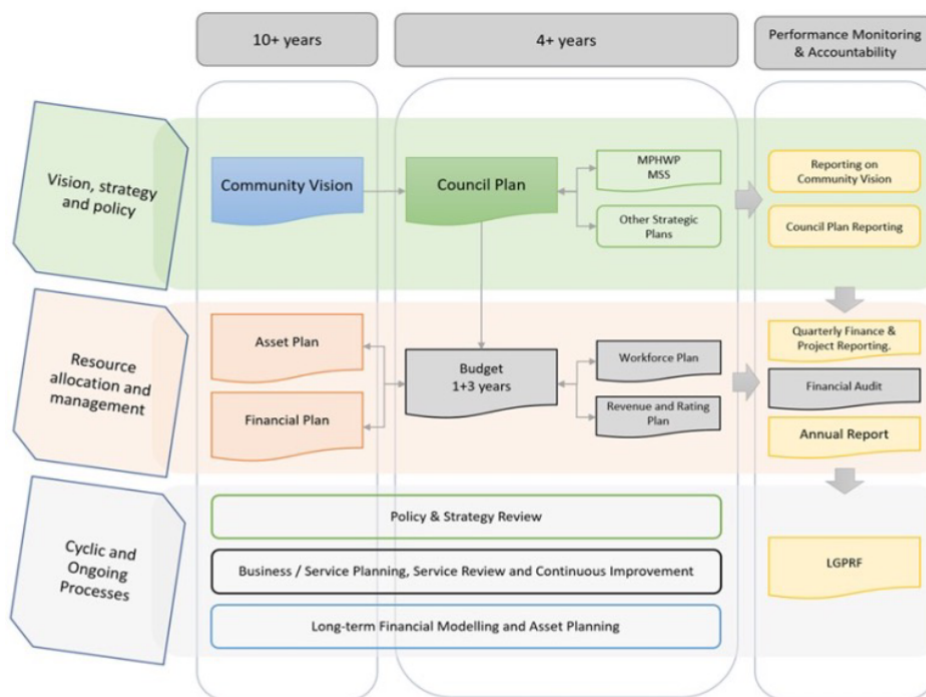 10+ years
4+ years
Performance Monitoring
& Accountability
Vision, strategy
and policy
Community Vision
Council Plan
MPHWP
MSS
Other Strategic
Plans
Reporting on
Community Vision
Council Plan Reporting
Resource
allocation and
management
Asset Plan
Financial Plan
Budget
1+3 years
Workforce Plan
Revenue and Rating
Plan
Quarterly Finance &
Project Reporting.
Financial Audit
Annual Report
Cyclic and
Ongoing
Processes
Policy & Strategy Review
Business / Service Planning, Service Review and Continuous Improvement
Long-term Financial Modelling and Asset Planning
LGPRF